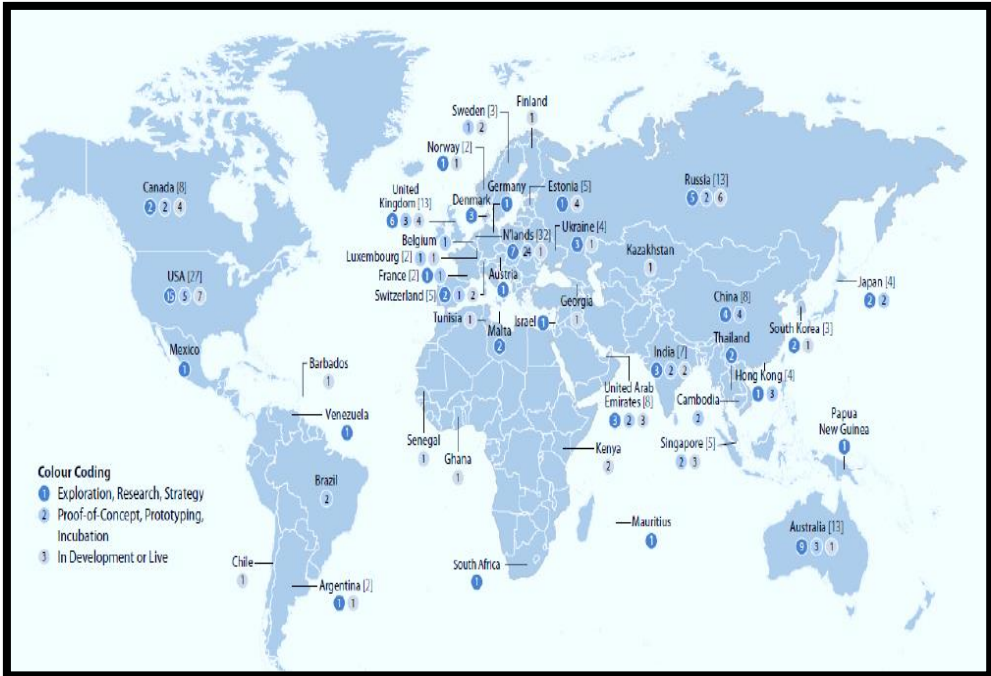 Finland
1
Sweden [3]
1 2
Norway [2]
1 1
Canada [8]
2 2 4
United
Kingdom [13]
6 3 4
Denmark
3
Germany
1
Estonia [5]
1 4
Russia [13]
5 2 6
Belgium 1
Luxembourg [2] 1 1
France [2] 1 1
Switzerland [5] 2 1 2
N'lands [32]
7 24 1
Ukraine [4]
3 1
Austria
1
Kazakhstan
1
USA [27]
15 5 7
China [8]
4 4
Japan [4]
2 2
Georgia
1
Tunisia 1
Malta
2
Israel 1
South Korea [3]
2 1
Thailand
2
Mexico
1
Barbados
1
India [7]
3 2 2
Hong Kong [4]
1 3
United Arab
Emirates [8]
3 2 3
Cambodia
2
Venezuela
1
Senegal
1
Ghana
1
Kenya
2
Singapore [5]
2 3
Papua
New Guinea
1
Colour Coding
1 Exploration, Research, Strategy
2 Proof-of-Concept, Prototyping,
Incubation
3 In Development or Live
Brazil
2
Mauritius
1
Australia [13]
9 3 1
Chile
1
Argentina [2]
1 1
South Africa
1